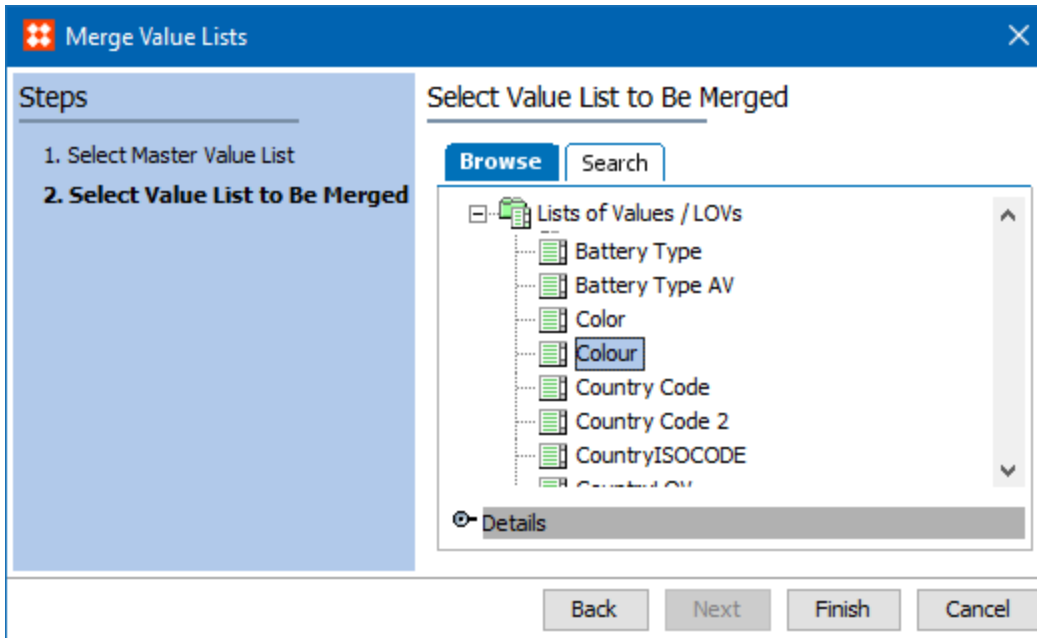 Merge Value Lists
Steps
1. Select Master Value List
2. Select Value List to Be Merged
Select Value List to Be Merged
Browse
Search
Lists of Values / LOVs
Battery Type
Battery Type AV
Color
Colour
Country Code
Country Code 2
CountryISOCODE
CountryLOV
Details
Back
Next
Finish
Cancel